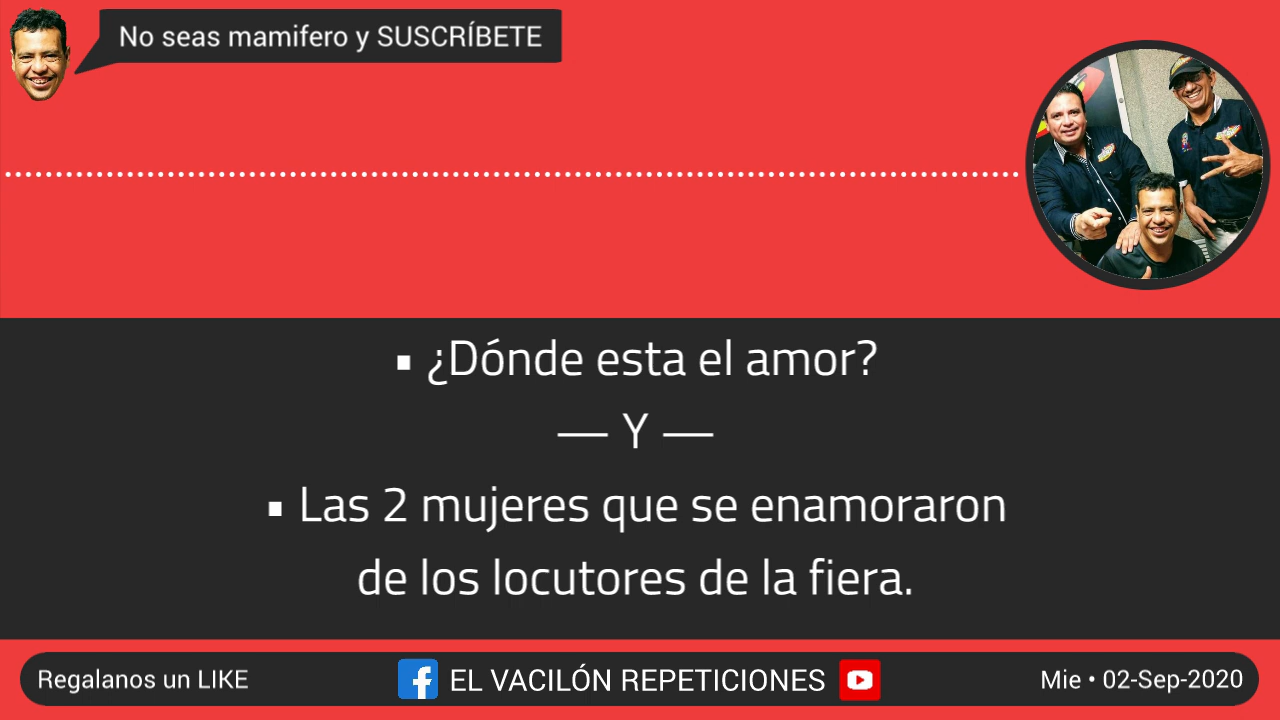 No seas mamifero y SUSCRÍBETE
▪ ¿Dónde esta el amor?
— Y —
▪ Las 2 mujeres que se enamoraron
de los locutores de la fiera.
Regalanos un LIKE
EL VACILÓN REPETICIONES
Mie • 02-Sep-2020